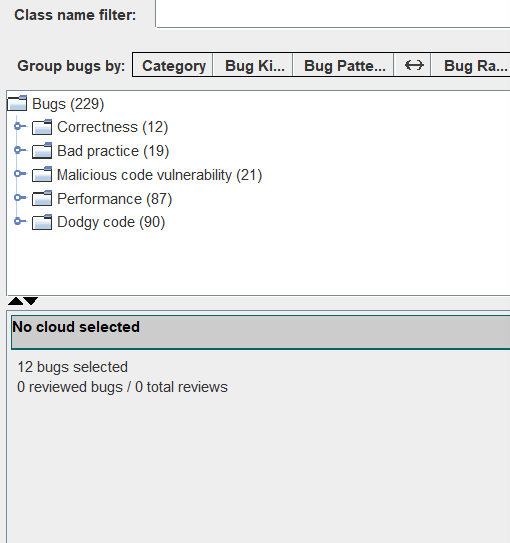 Class name filter:
Group bugs by: Category Bug Ki... Bug Patte... Bug Ra...
Bugs (229)
Correctness (12)
Bad practice (19)
Malicious code vulnerability (21)
Performance (87)
Dodgy code (90)
No cloud selected
12 bugs selected
0 reviewed bugs / 0 total reviews